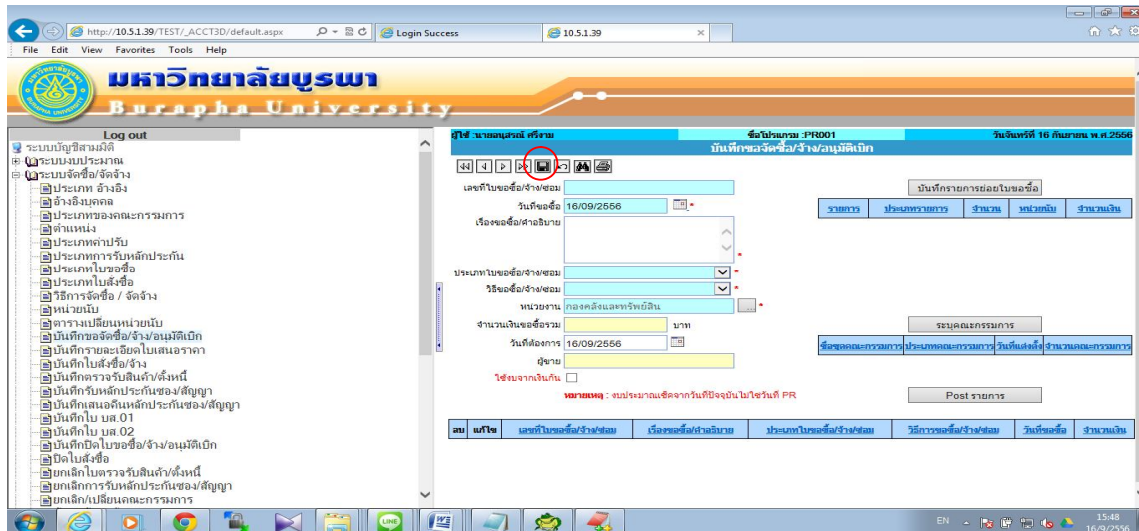 http://10.5.1.39/TEST/_ACCT3D/default.aspx
Login Success
10.5.1.39
File Edit View Favorites Tools Help
มหาวิทยาลัยบูรพา
Burapha University
Log out
ผู้ใช้ :นายอนุสรณ์ ศรีงาม
ชื่อโปรแกรม :PR001
วันจันทร์ที่ 16 กันยายน พ.ศ.2556
บันทึกขอจัดซื้อ/จ้าง/อนุมัติเบิก
ระบบบัญชีสามมิติ
ระบบงบประมาณ
ระบบจัดซื้อ/จัดจ้าง
ประเภท อ้างอิง
อ้างอิงบุคคล
ประเภทของคณะกรรมการ
ตำแหน่ง
ประเภทค่าปรับ
ประเภทการรับหลักประกัน
ประเภทใบขอซื้อ
ประเภทใบสั่งซื้อ
วิธีการจัดซื้อ / จัดจ้าง
หน่วยนับ
ตารางเปลี่ยนหน่วยนับ
บันทึกขอจัดซื้อ/จ้าง/อนุมัติเบิก
บันทึกรายละเอียดใบเสนอราคา
บันทึกใบสั่งซื้อ/จ้าง
บันทึกตรวจรับสินค้า/ตั้งหนี้
บันทึกรับหลักประกันซอง/สัญญา
บันทึกเสนอคืนหลักประกันซอง/สัญญา
บันทึกใบ บส.01
บันทึกใบ บส.02
บันทึกปิดใบขอซื้อ/จ้าง/อนุมัติเบิก
ปิดใบสั่งซื้อ
ยกเลิกใบตรวจรับสินค้า/ตั้งหนี้
ยกเลิกการรับหลักประกันซอง/สัญญา
ยกเลิก/เปลี่ยนคณะกรรมการ
เลขที่ใบขอซื้อ/จ้าง/ซ่อม
บันทึกรายการย่อยใบขอซื้อ
วันที่ขอซื้อ 16/09/2556 *
รายการ ประเภทรายการ จำนวน หน่วยนับ จำนวนเงิน
เรื่องขอซื้อ/คำอธิบาย *
ประเภทใบขอซื้อ/จ้าง/ซ่อม *
วิธีขอซื้อ/จ้าง/ซ่อม *
หน่วยงาน กองคลังและทรัพย์สิน ... *
จำนวนเงินขอซื้อรวม บาท
ระบุคณะกรรมการ
วันที่ต้องการ 16/09/2556
ชื่อชุดคณะกรรมการ ประเภทคณะกรรมการ วันที่แต่งตั้ง จำนวนคณะกรรมการ
ผู้ขาย
ใช้งบจากเงินกัน
หมายเหตุ : งบประมาณเช็คจากวันที่ปัจจุบันไม่ใช่วันที่ PR
Post รายการ
ลบ แก้ไข เลขที่ใบขอซื้อ/จ้าง/ซ่อม เรื่องขอซื้อ/คำอธิบาย ประเภทใบขอซื้อ/จ้าง/ซ่อม วิธีการขอซื้อ/จ้าง/ซ่อม วันที่ขอซื้อ จำนวนเงิน
LINE
EN
15:48
16/9/2556